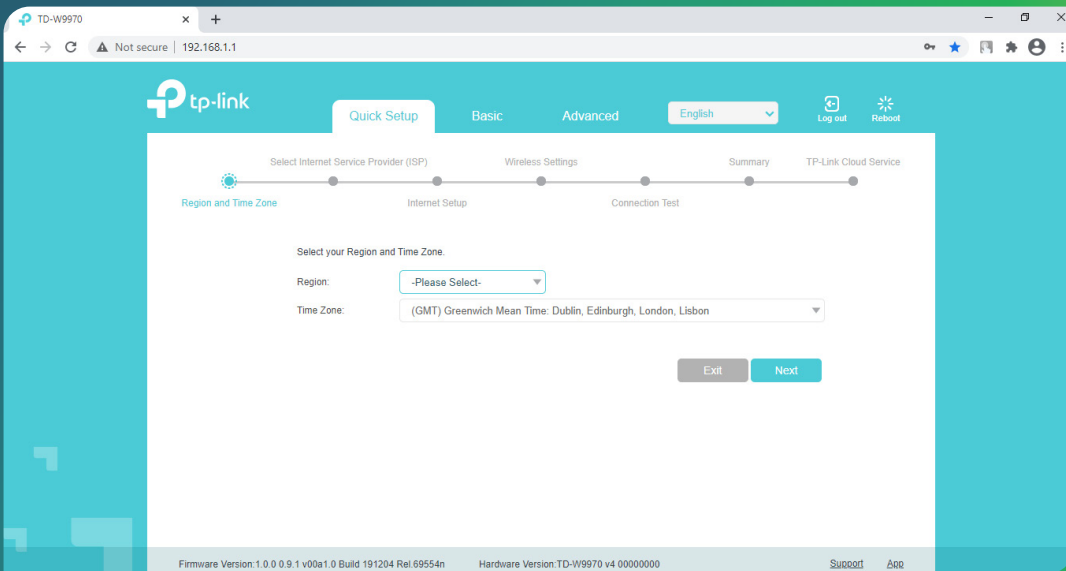 TD-W9970
Not secure | 192.168.1.1
tp-link
Quick Setup Basic Advanced English Log out Reboot
Select Internet Service Provider (ISP) Wireless Settings Summary TP-Link Cloud Service
Region and Time Zone Internet Setup Connection Test
Select your Region and Time Zone.
Region: -Please Select-
Time Zone: (GMT) Greenwich Mean Time: Dublin, Edinburgh, London, Lisbon
Exit Next
Firmware Version:1.0.0 0.9.1 v00a1.0 Build 191204 Rel.69554n Hardware Version:TD-W9970 v4 00000000 Support App